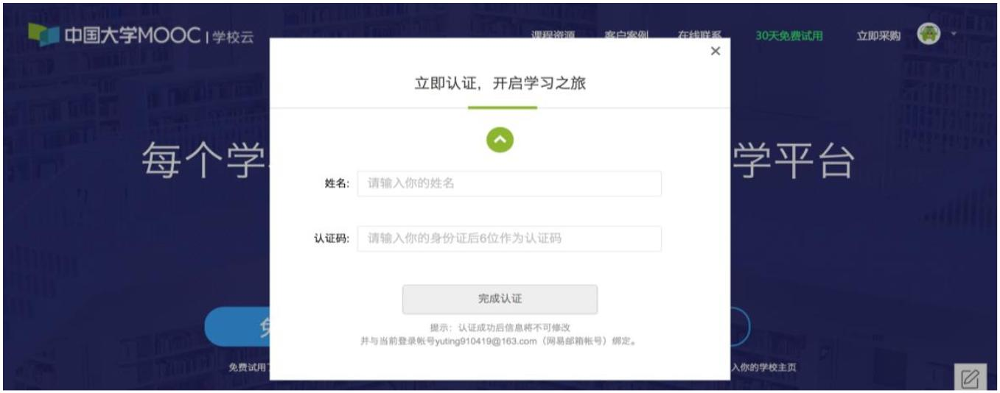 中国大学MOOC | 学校云
课程资源 客户案例 在线联系 30天免费试用 立即采购
立即认证，开启学习之旅
每个学 学平台
姓名: 请输入你的姓名
认证码: 请输入你的身份证后6位作为认证码
完成认证
提示：认证成功后信息将不可修改
并与当前登录帐号yuting910419@163.com（网易邮箱帐号）绑定。
免费试用 入你的学校主页